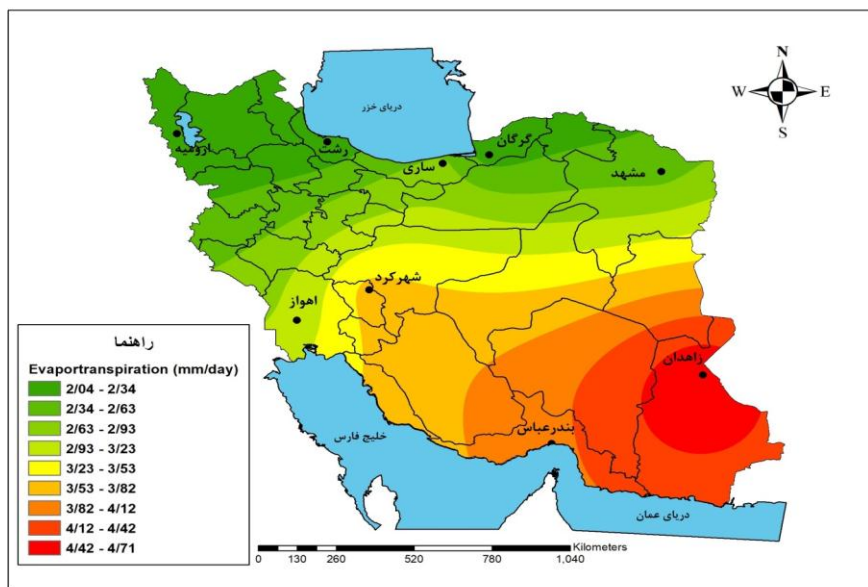 N
W E
S
دریای خزر
ارومیه
رشت
ساری
گرگان
مشهد
شهرکرد
اهواز
زاهدان
بندرعباس
خلیج فارس
دریای عمان
راهنما
Evaportranspiration (mm/day)
2/04 - 2/34
2/34 - 2/63
2/63 - 2/93
2/93 - 3/23
3/23 - 3/53
3/53 - 3/82
3/82 - 4/12
4/12 - 4/42
4/42 - 4/71
Kilometers
0 130 260 520 780 1,040